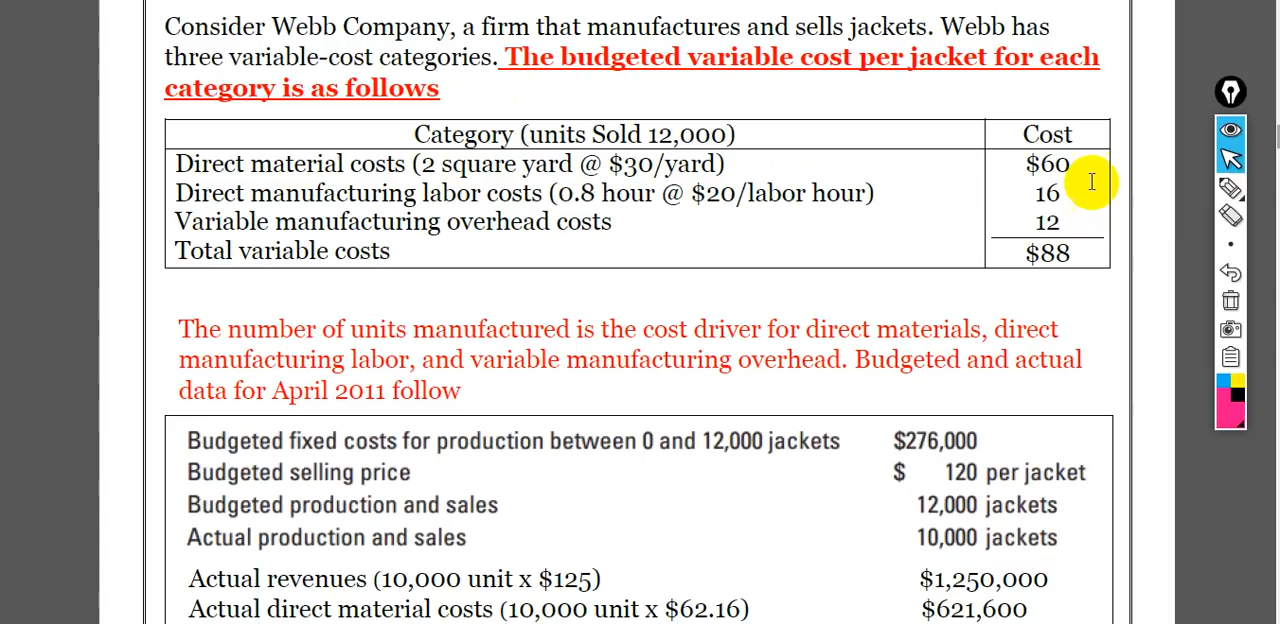 Consider Webb Company, a firm that manufactures and sells jackets. Webb has
three variable-cost categories. The budgeted variable cost per jacket for each
category is as follows
Category (units Sold 12,000) Cost
Direct material costs (2 square yard @ $30/yard) $60
Direct manufacturing labor costs (0.8 hour @ $20/labor hour) 16
Variable manufacturing overhead costs 12
Total variable costs $88
The number of units manufactured is the cost driver for direct materials, direct
manufacturing labor, and variable manufacturing overhead. Budgeted and actual
data for April 2011 follow
Budgeted fixed costs for production between 0 and 12,000 jackets $276,000
Budgeted selling price $ 120 per jacket
Budgeted production and sales 12,000 jackets
Actual production and sales 10,000 jackets
Actual revenues (10,000 unit x $125) $1,250,000
Actual direct material costs (10,000 unit x $62.16) $621,600